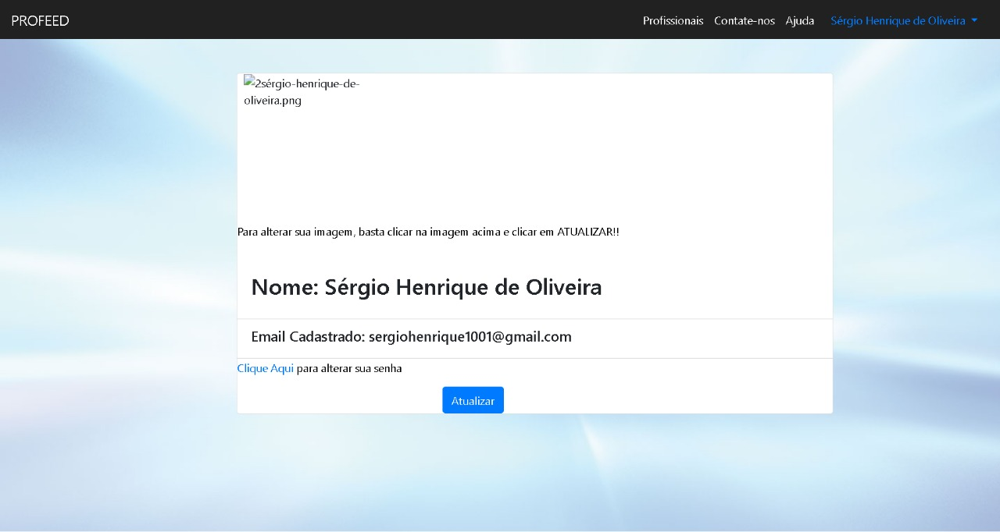 PROFEED
Profissionais Contate-nos Ajuda Sérgio Henrique de Oliveira
2sérgio-henrique-de-
oliveira.png
Para alterar sua imagem, basta clicar na imagem acima e clicar em ATUALIZAR!!
Nome: Sérgio Henrique de Oliveira
Email Cadastrado: sergiohenrique1001@gmail.com
Clique Aqui para alterar sua senha
Atualizar